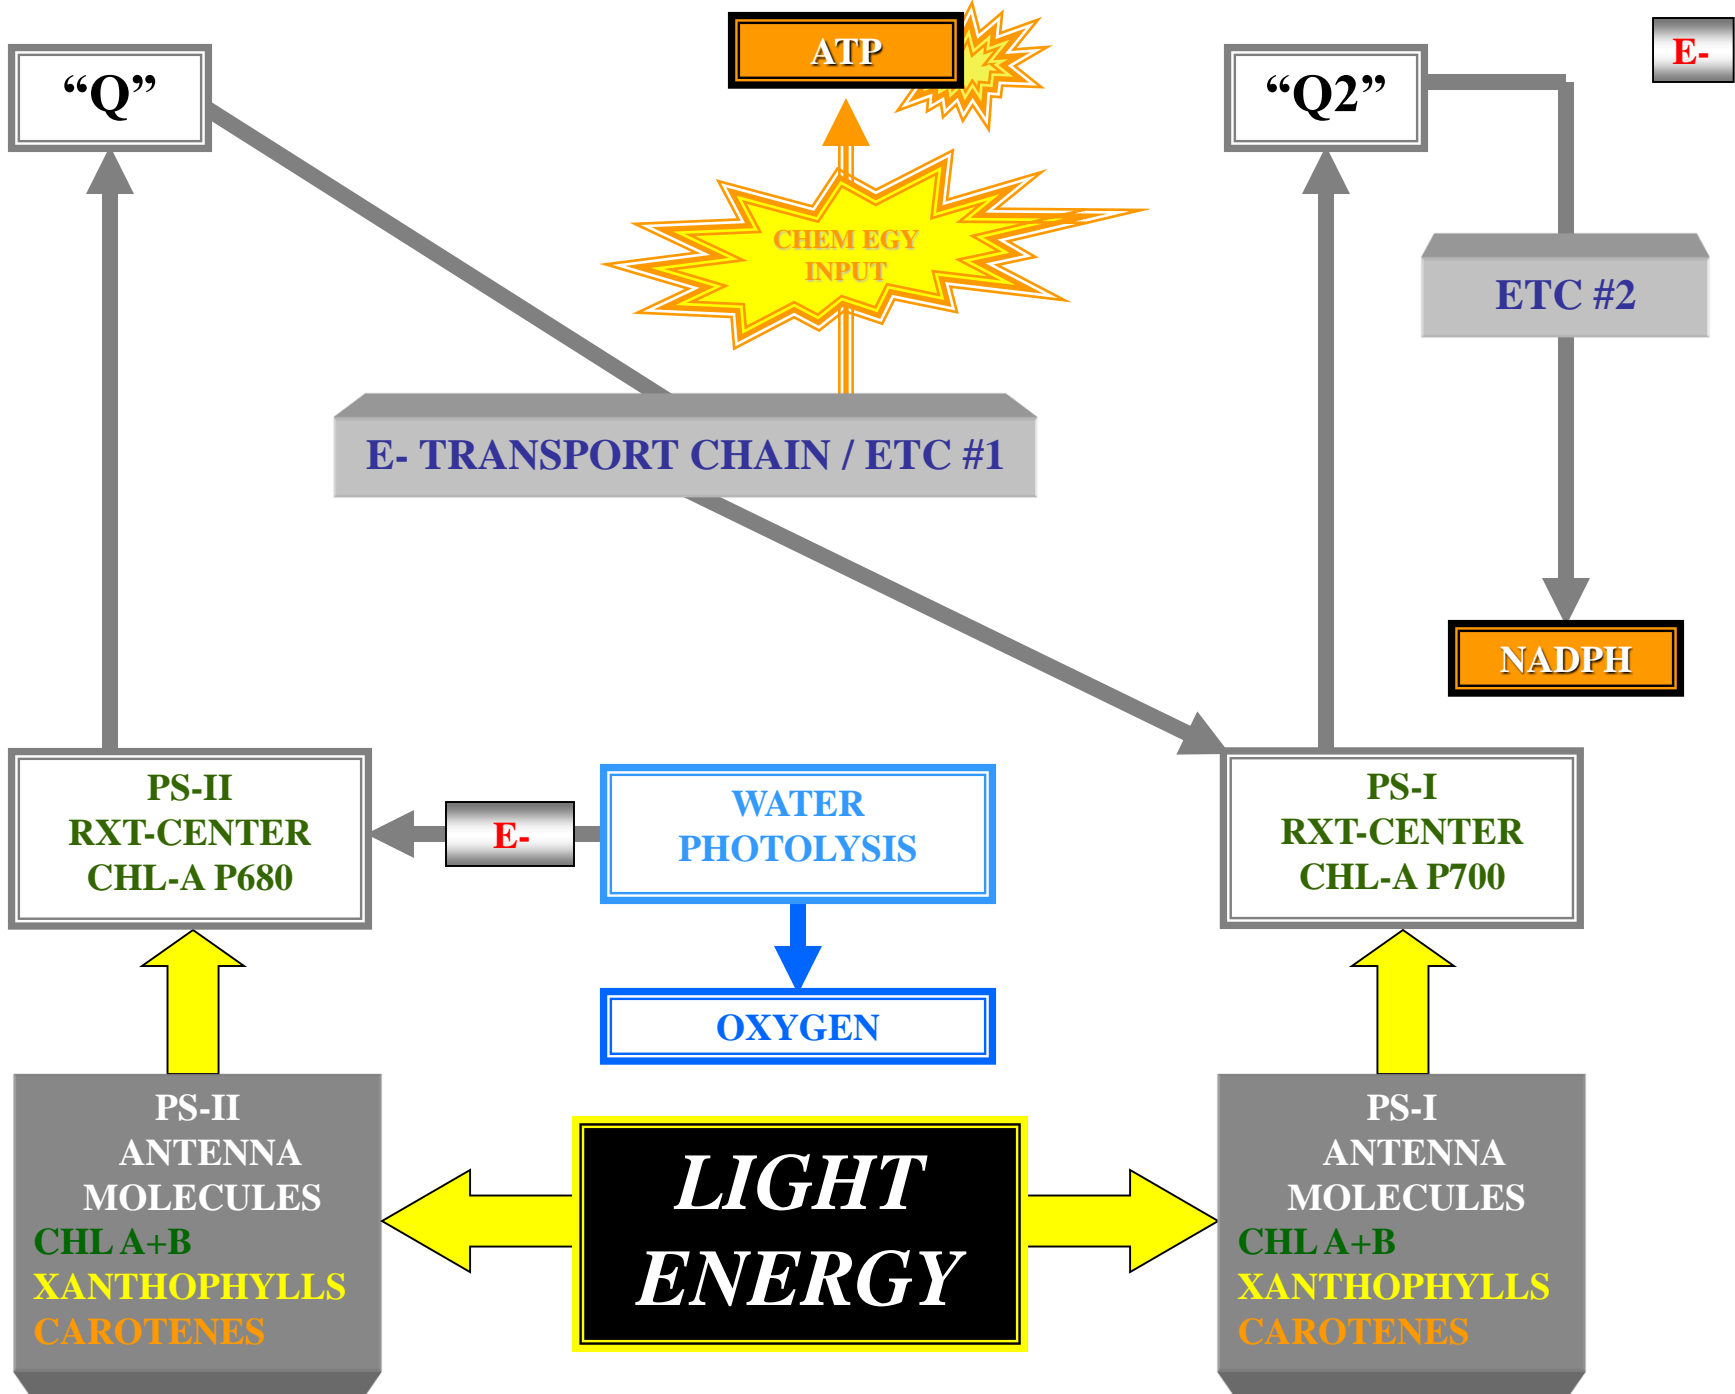 “Q”
ATP
“Q2”
E-
CHEM EGY
INPUT
ETC #2
E- TRANSPORT CHAIN / ETC #1
NADPH
PS-II
RXT-CENTER
CHL-A P680
E-
WATER
PHOTOLYSIS
PS-I
RXT-CENTER
CHL-A P700
OXYGEN
PS-II
ANTENNA
MOLECULES
CHL A+B
XANTHOPHYLLS
CAROTENES
LIGHT
ENERGY
PS-I
ANTENNA
MOLECULES
CHL A+B
XANTHOPHYLLS
CAROTENES